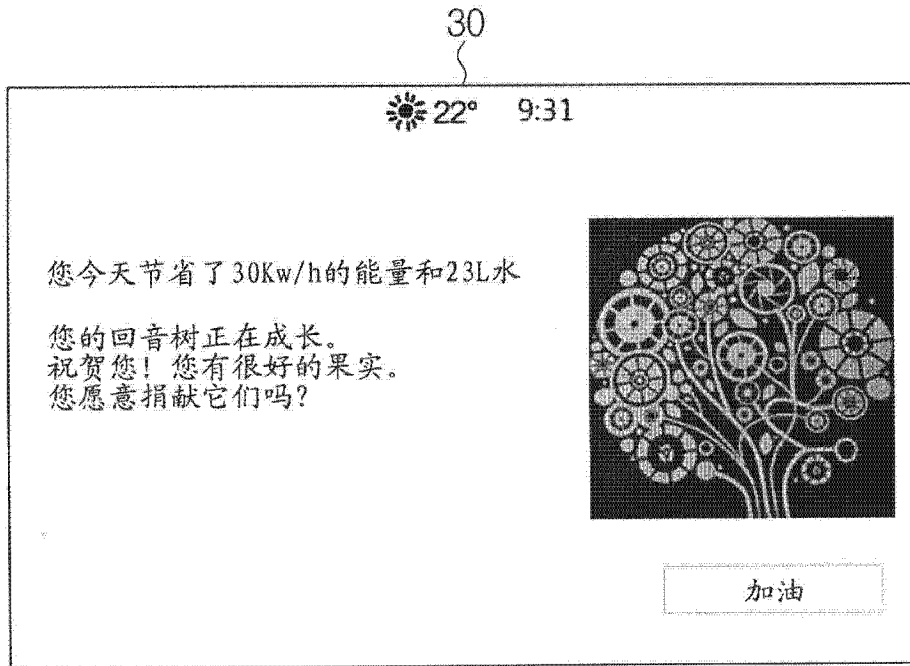 30
22° 9:31
您今天节省了30Kw/h的能量和23L水
您的回音树正在成长。
祝贺您！您有很好的果实。
您愿意捐献它们吗？
加油